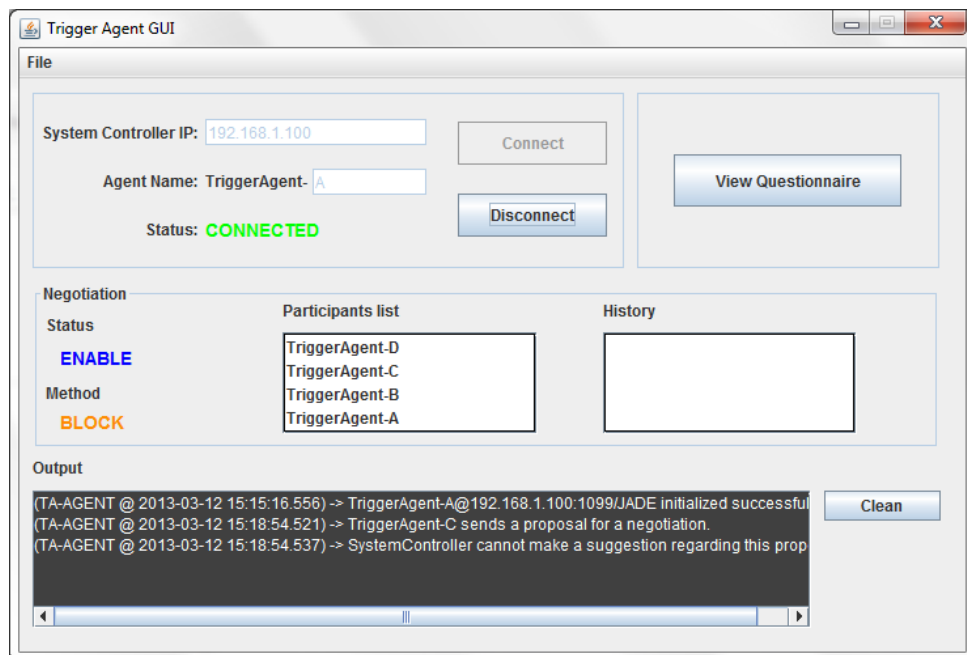 Trigger Agent GUI
File
System Controller IP: 192.168.1.100
Connect
Agent Name: TriggerAgent- A
Disconnect
Status: CONNECTED
View Questionnaire
Negotiation
Status
ENABLE
Method
BLOCK
Participants list
TriggerAgent-D
TriggerAgent-C
TriggerAgent-B
TriggerAgent-A
History
Output
(TA-AGENT @ 2013-03-12 15:15:16.556) -> TriggerAgent-A@192.168.1.100:1099/JADE initialized successful
(TA-AGENT @ 2013-03-12 15:18:54.521) -> TriggerAgent-C sends a proposal for a negotiation.
(TA-AGENT @ 2013-03-12 15:18:54.537) -> SystemController cannot make a suggestion regarding this prop
Clean